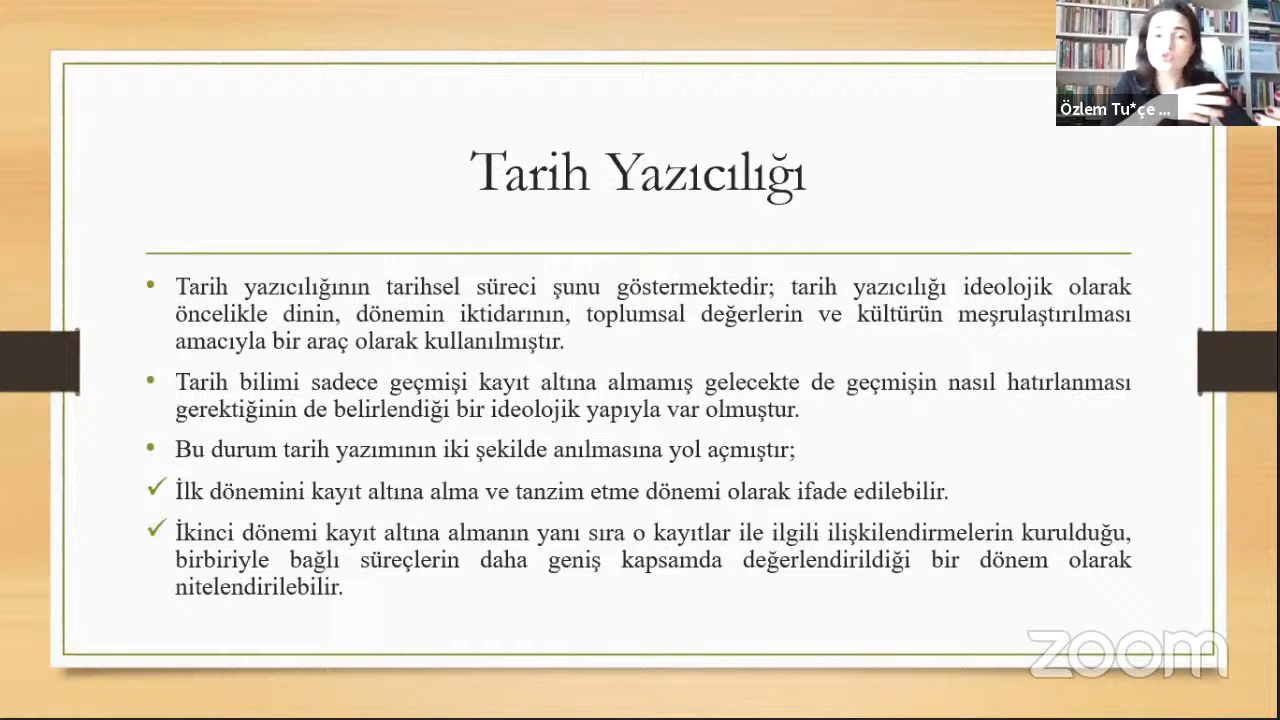 Özlem Tu*çe ...
Tarih Yazıcılığı
• Tarih yazıcılığının tarihsel süreci şunu göstermektedir; tarih yazıcılığı ideolojik olarak
öncelikle dinin, dönemin iktidarının, toplumsal değerlerin ve kültürün meşrulaştırılması
amacıyla bir araç olarak kullanılmıştır.
• Tarih bilimi sadece geçmişi kayıt altına almamış gelecekte de geçmişin nasıl hatırlanması
gerektiğinin de belirlendiği bir ideolojik yapıyla var olmuştur.
• Bu durum tarih yazımının iki şekilde anılmasına yol açmıştır;
✓ İlk dönemini kayıt altına alma ve tanzim etme dönemi olarak ifade edilebilir.
✓ İkinci dönemi kayıt altına almanın yanı sıra o kayıtlar ile ilgili ilişkilendirmelerin kurulduğu,
birbiriyle bağlı süreçlerin daha geniş kapsamda değerlendirildiği bir dönem olarak
nitelendirilebilir.
zoom